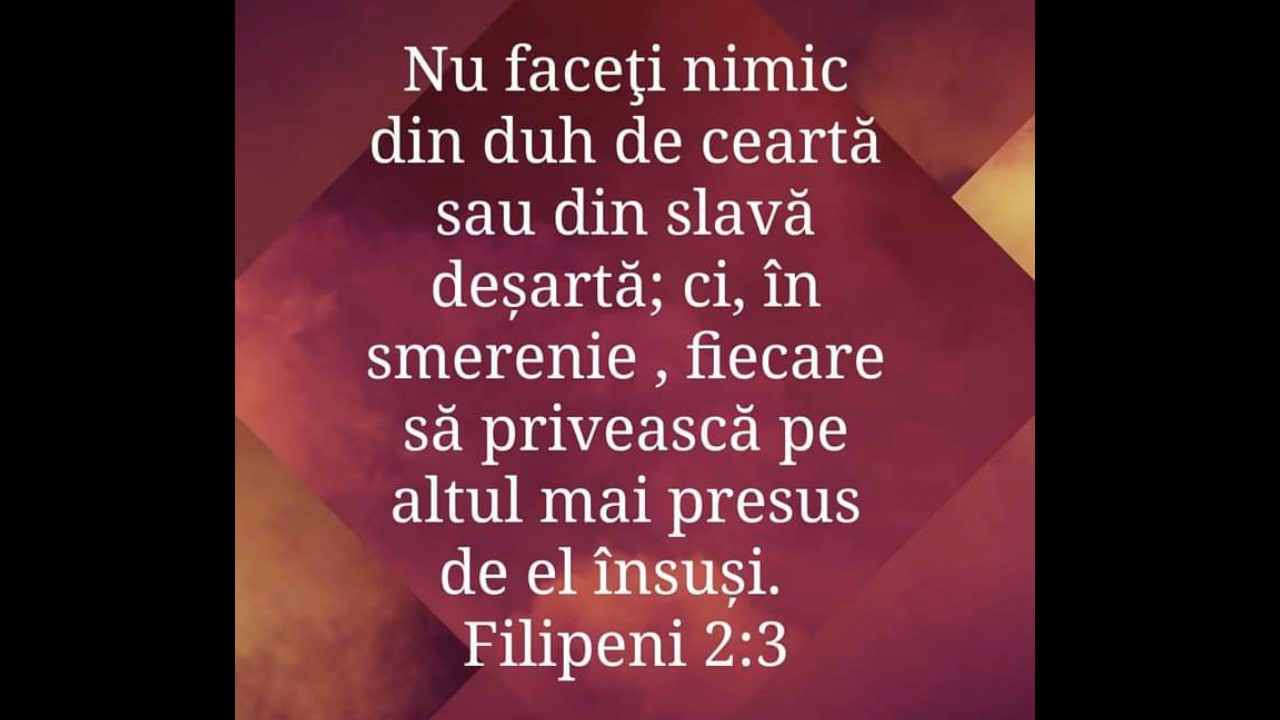 Nu faceţi nimic
din duh de ceartă
sau din slavă
deșartă; ci, în
smerenie , fiecare
să privească pe
altul mai presus
de el însuși.
Filipeni 2:3